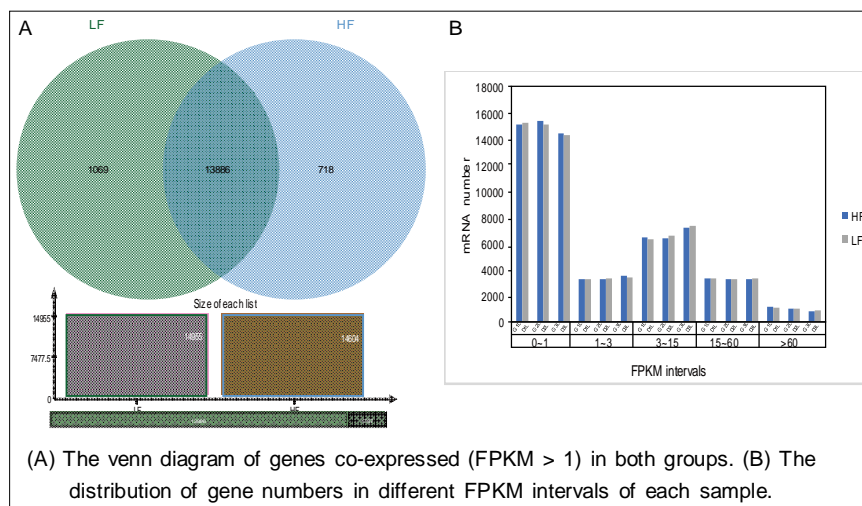 A
LF
HF
1069
13886
718
Size of each list
14955
7477.5
0
14955
14604
LF
HF
B
18000
16000
14000
12000
10000
8000
6000
4000
2000
0
mRNA number
HF
LF
0~1
1~3
3~15
15~60
>60
FPKM intervals
(A) The venn diagram of genes co-expressed (FPKM > 1) in both groups. (B) The
distribution of gene numbers in different FPKM intervals of each sample.